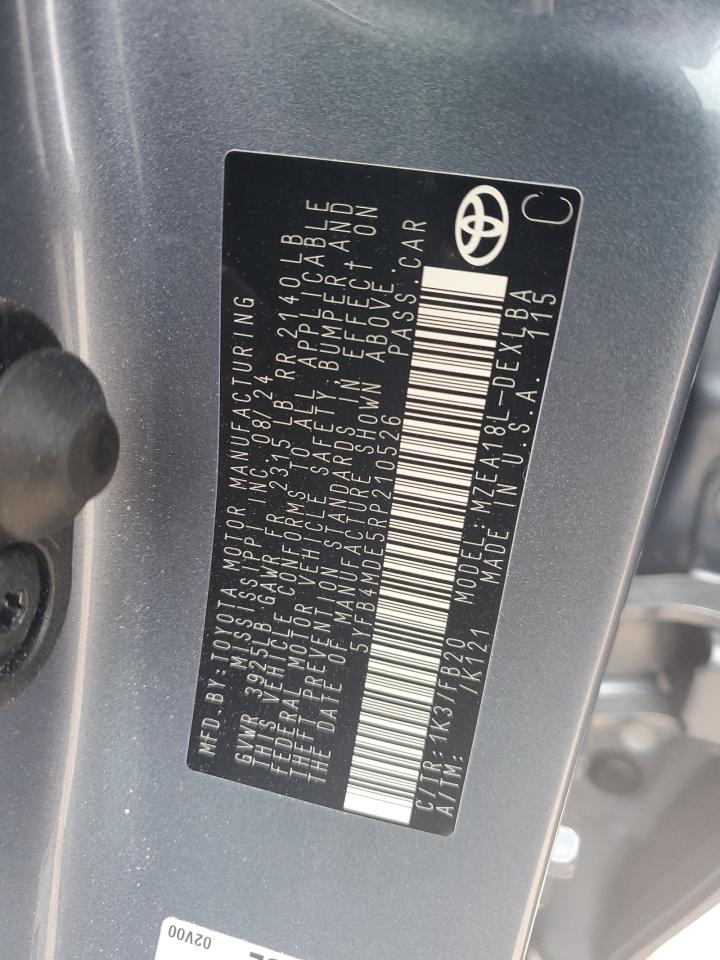 MFD. BY: TOYOTA MOTOR MANUFACTURING
MISSISSIPPI INC 08/24
GVWR 3925LB GAWR FR 2315 LB RR 2140 LB
THIS VEHICLE CONFORMS TO ALL APPLICABLE
FEDERAL MOTOR VEHICLE SAFETY, BUMPER AND
THEFT PREVENTION STANDARDS IN EFFECT ON
THE DATE OF MANUFACTURE SHOWN ABOVE.
5YFB4MDE5RP210526 PASS. CAR
C/TR: 1K3 / FB20 MODEL: MZEA18L-DEXLBA
A/TM: /K121 MADE IN U.S.A. 115
C
02V00